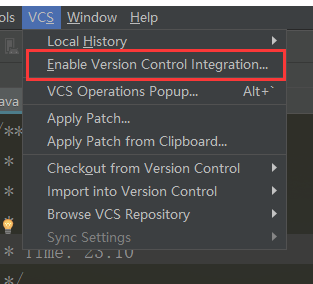 ols VCS Window Help
Local History
Enable Version Control Integration...
ava
VCS Operations Popup... Alt+`
/**
Apply Patch...
*
Apply Patch from Clipboard...
*
Checkout from Version Control
*
Import into Version Control
Browse VCS Repository
Sync Settings
* Time: 23:10
*/